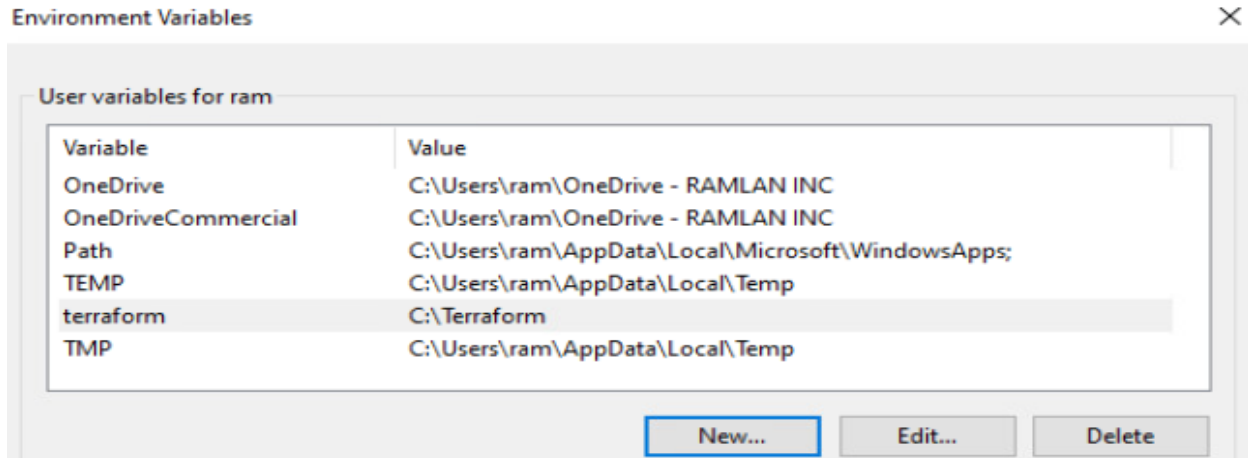 Environment Variables
User variables for ram
Variable Value
OneDrive C:\Users\ram\OneDrive - RAMLAN INC
OneDriveCommercial C:\Users\ram\OneDrive - RAMLAN INC
Path C:\Users\ram\AppData\Local\Microsoft\WindowsApps;
TEMP C:\Users\ram\AppData\Local\Temp
terraform C:\Terraform
TMP C:\Users\ram\AppData\Local\Temp
New... Edit... Delete